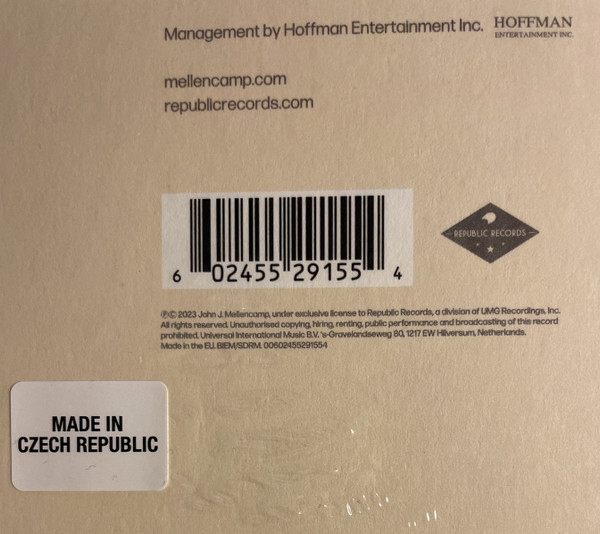 Management by Hoffman Entertainment Inc.
HOFFMAN
ENTERTAINMENT INC.
mellencamp.com
republicrecords.com
6 02455 29155 4
REPUBLIC RECORDS
℗© 2023 John J. Mellencamp, under exclusive license to Republic Records, a division of UMG Recordings, Inc.
All rights reserved. Unauthorised copying, hiring, renting, public performance and broadcasting of this record
prohibited. Universal International Music B.V. 's-Gravelandseweg 80, 1217 EW Hilversum, Netherlands.
Made in the EU. BIEM/SDRM. 00602455291554
MADE IN
CZECH REPUBLIC